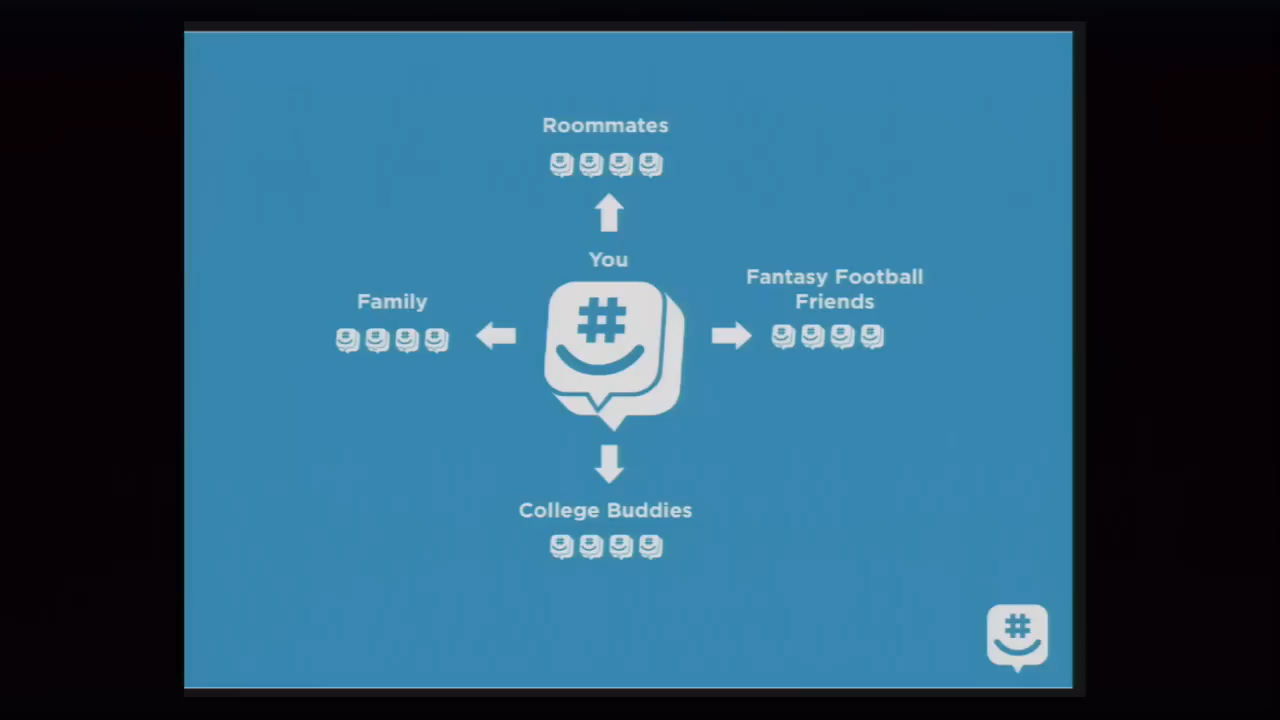 Roommates
You
Family
Fantasy Football
Friends
College Buddies